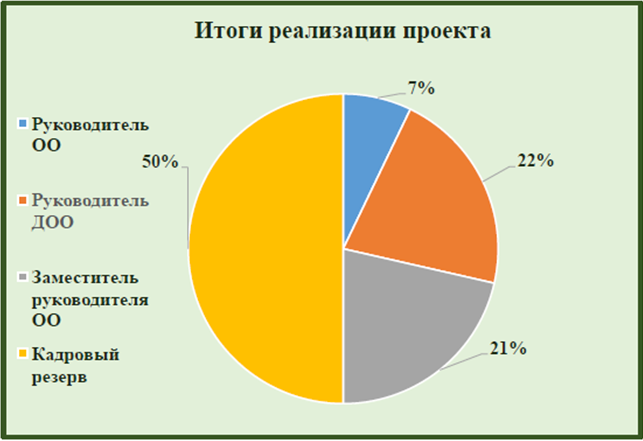 Итоги реализации проекта
7%
Руководитель
ОО
50%
22%
Руководитель
ДОО
Заместитель
руководителя
ОО
21%
Кадровый
резерв